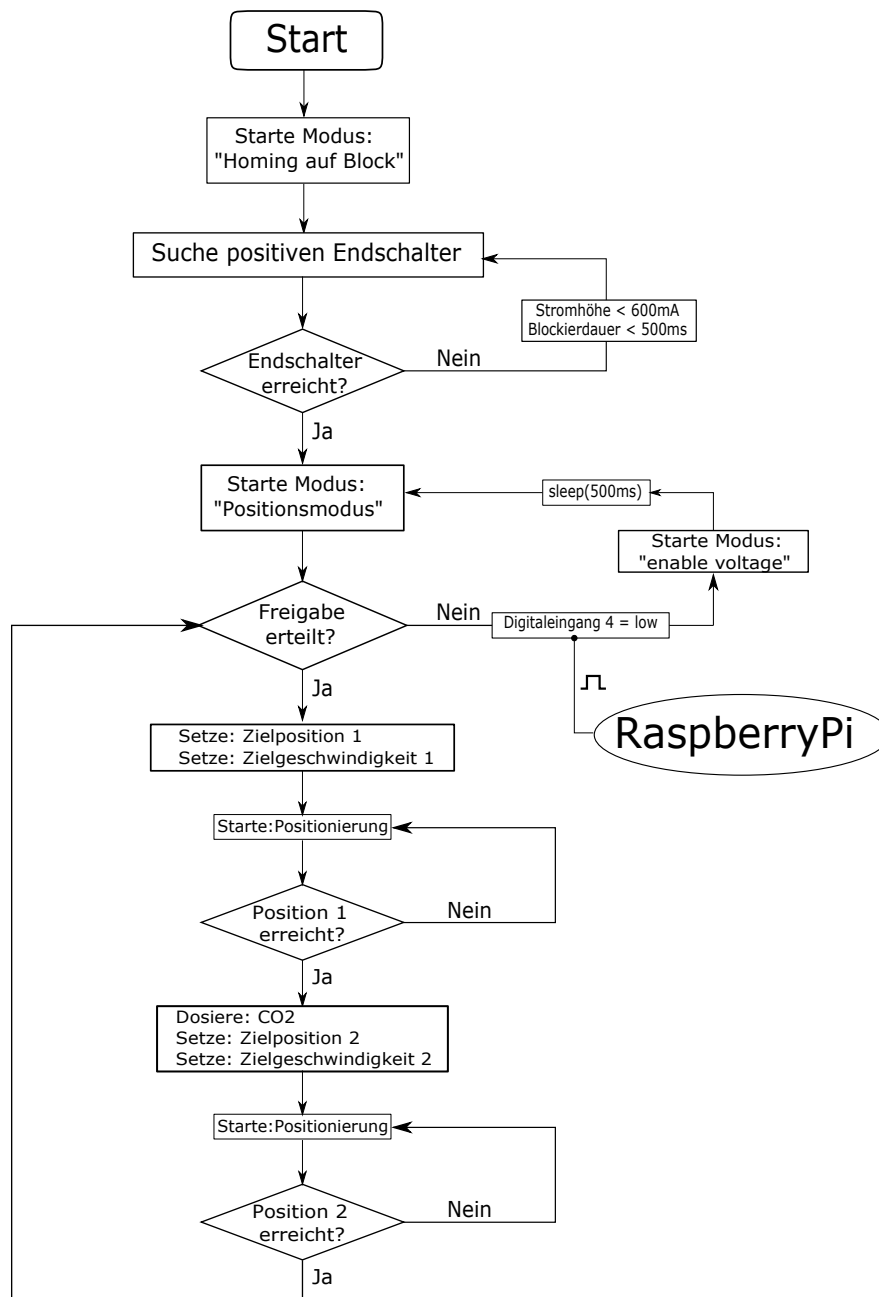 Start
Starte Modus:
"Homing auf Block"
Suche positiven Endschalter
Stromhöhe < 600mA
Blockierdauer < 500ms
Endschalter
erreicht?
Nein
Ja
Starte Modus:
"Positionsmodus"
sleep(500ms)
Starte Modus:
"enable voltage"
Freigabe
erteilt?
Nein
Digitaleingang 4 = low
Ja
RaspberryPi
Setze: Zielposition 1
Setze: Zielgeschwindigkeit 1
Starte:Positionierung
Position 1
erreicht?
Nein
Ja
Dosiere: CO2
Setze: Zielposition 2
Setze: Zielgeschwindigkeit 2
Starte:Positionierung
Position 2
erreicht?
Nein
Ja